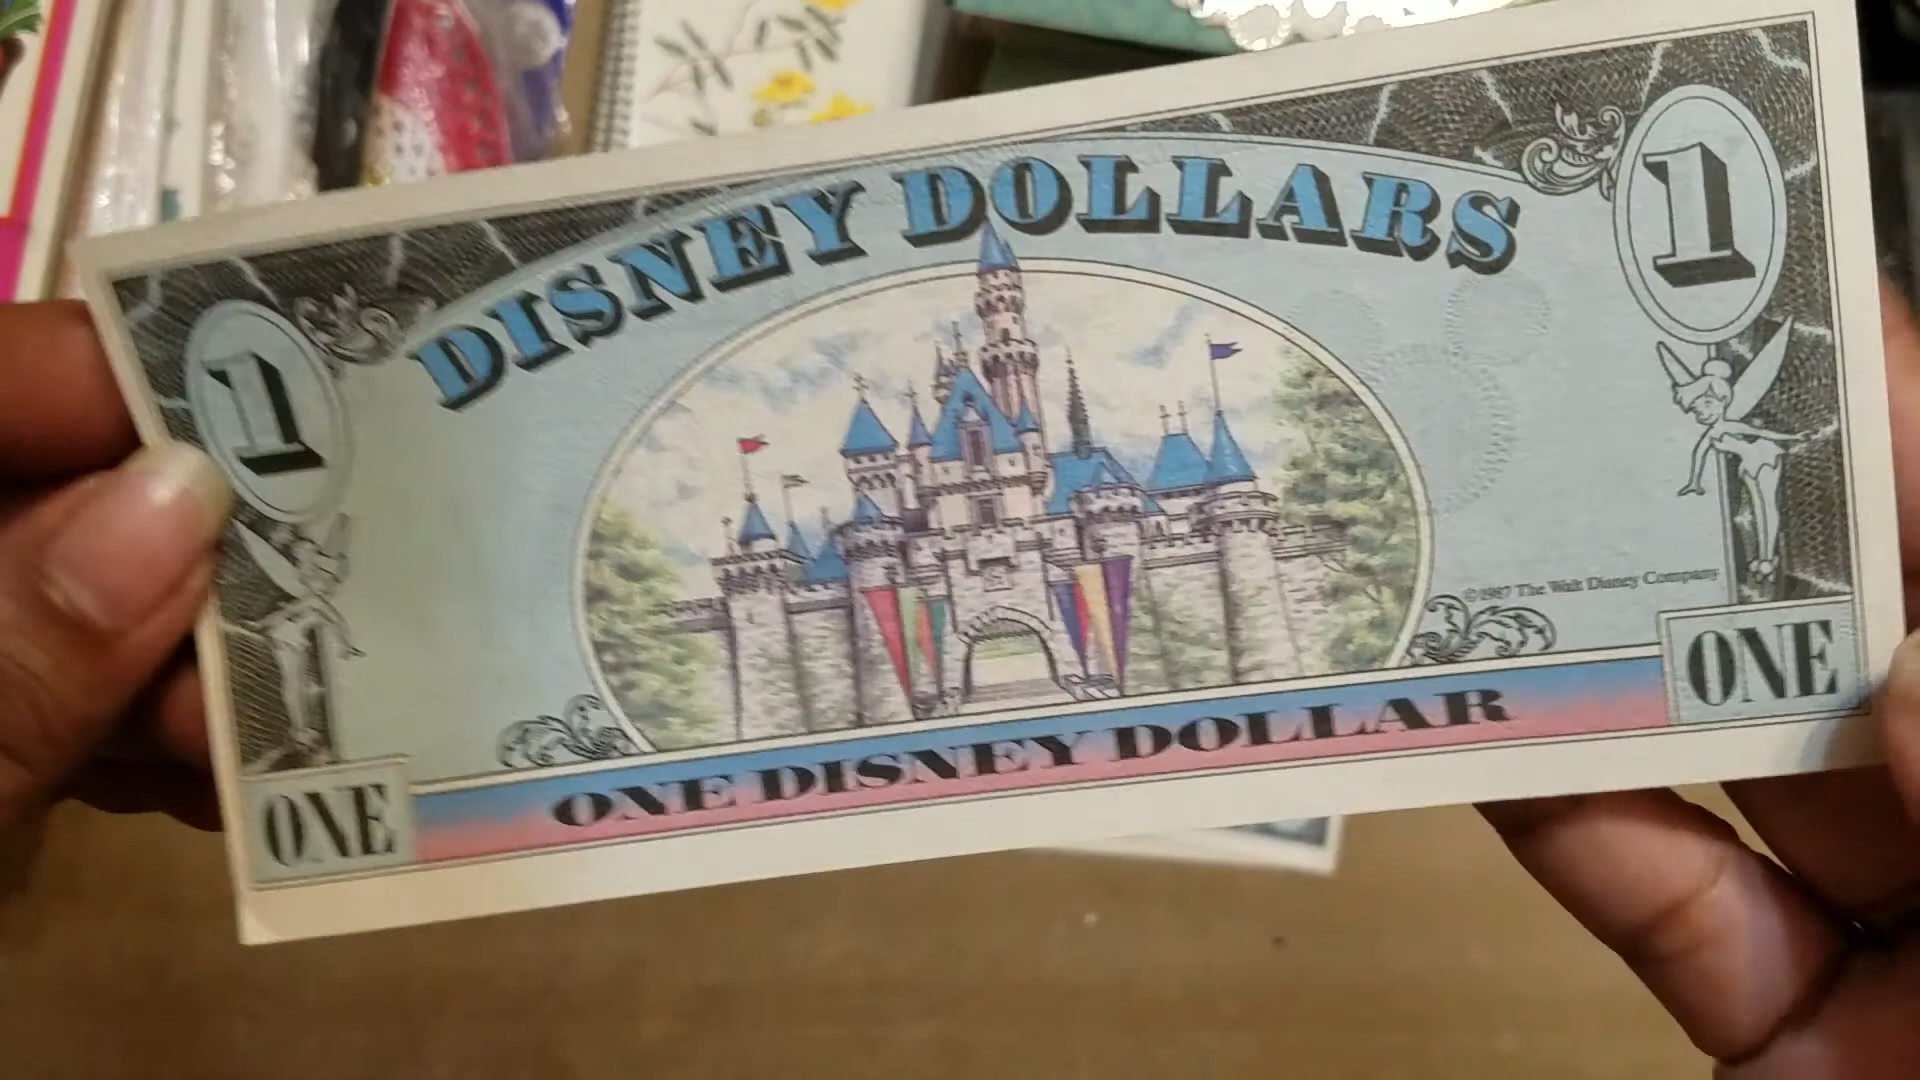 DISNEY DOLLARS
1
1
© 1987 The Walt Disney Company
ONE
ONE DISNEY DOLLAR
ONE